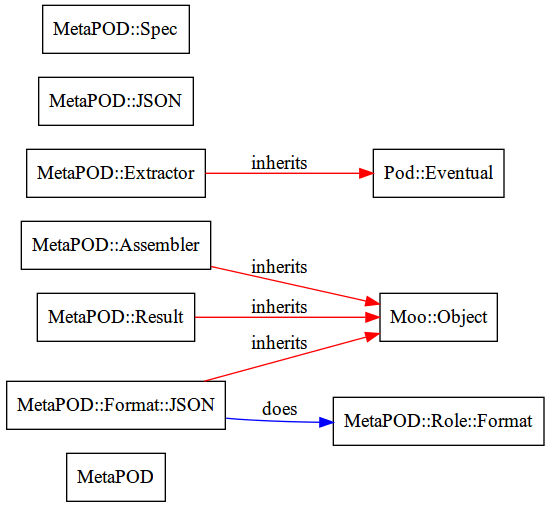 MetaPOD::Spec
MetaPOD::JSON
MetaPOD::Extractor
inherits
Pod::Eventual
MetaPOD::Assembler
inherits
MetaPOD::Result
inherits
Moo::Object
inherits
MetaPOD::Format::JSON
does
MetaPOD::Role::Format
MetaPOD